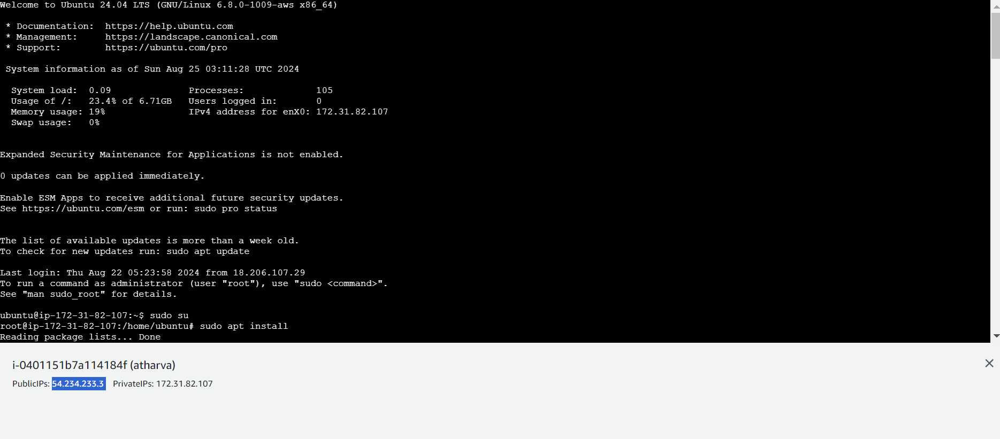 Welcome to Ubuntu 24.04 LTS (GNU/Linux 6.8.0-1009-aws x86_64)
* Documentation:  https://help.ubuntu.com
* Management:     https://landscape.canonical.com
* Support:        https://ubuntu.com/pro
System information as of Sun Aug 25 03:11:28 UTC 2024
System load:  0.09              Processes:             105
Usage of /:   23.4% of 6.71GB   Users logged in:       0
Memory usage: 19%               IPv4 address for enX0: 172.31.82.107
Swap usage:   0%
Expanded Security Maintenance for Applications is not enabled.
0 updates can be applied immediately.
Enable ESM Apps to receive additional future security updates.
See https://ubuntu.com/esm or run: sudo pro status
The list of available updates is more than a week old.
To check for new updates run: sudo apt update
Last login: Thu Aug 22 05:23:58 2024 from 18.206.107.29
To run a command as administrator (user "root"), use "sudo <command>".
See "man sudo_root" for details.
ubuntu@ip-172-31-82-107:~$ sudo su
root@ip-172-31-82-107:/home/ubuntu# sudo apt install
Reading package lists... Done
i-0401151b7a114184f (atharva)
PublicIPs: 54.234.233.3 PrivateIPs: 172.31.82.107